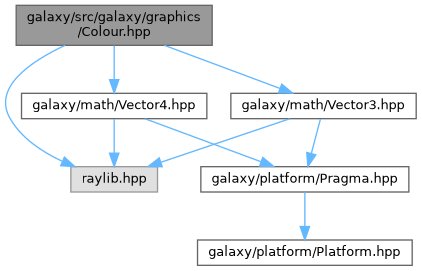 galaxy/src/galaxy/graphics
/Colour.hpp
galaxy/math/Vector4.hpp
galaxy/math/Vector3.hpp
raylib.hpp
galaxy/platform/Pragma.hpp
galaxy/platform/Platform.hpp